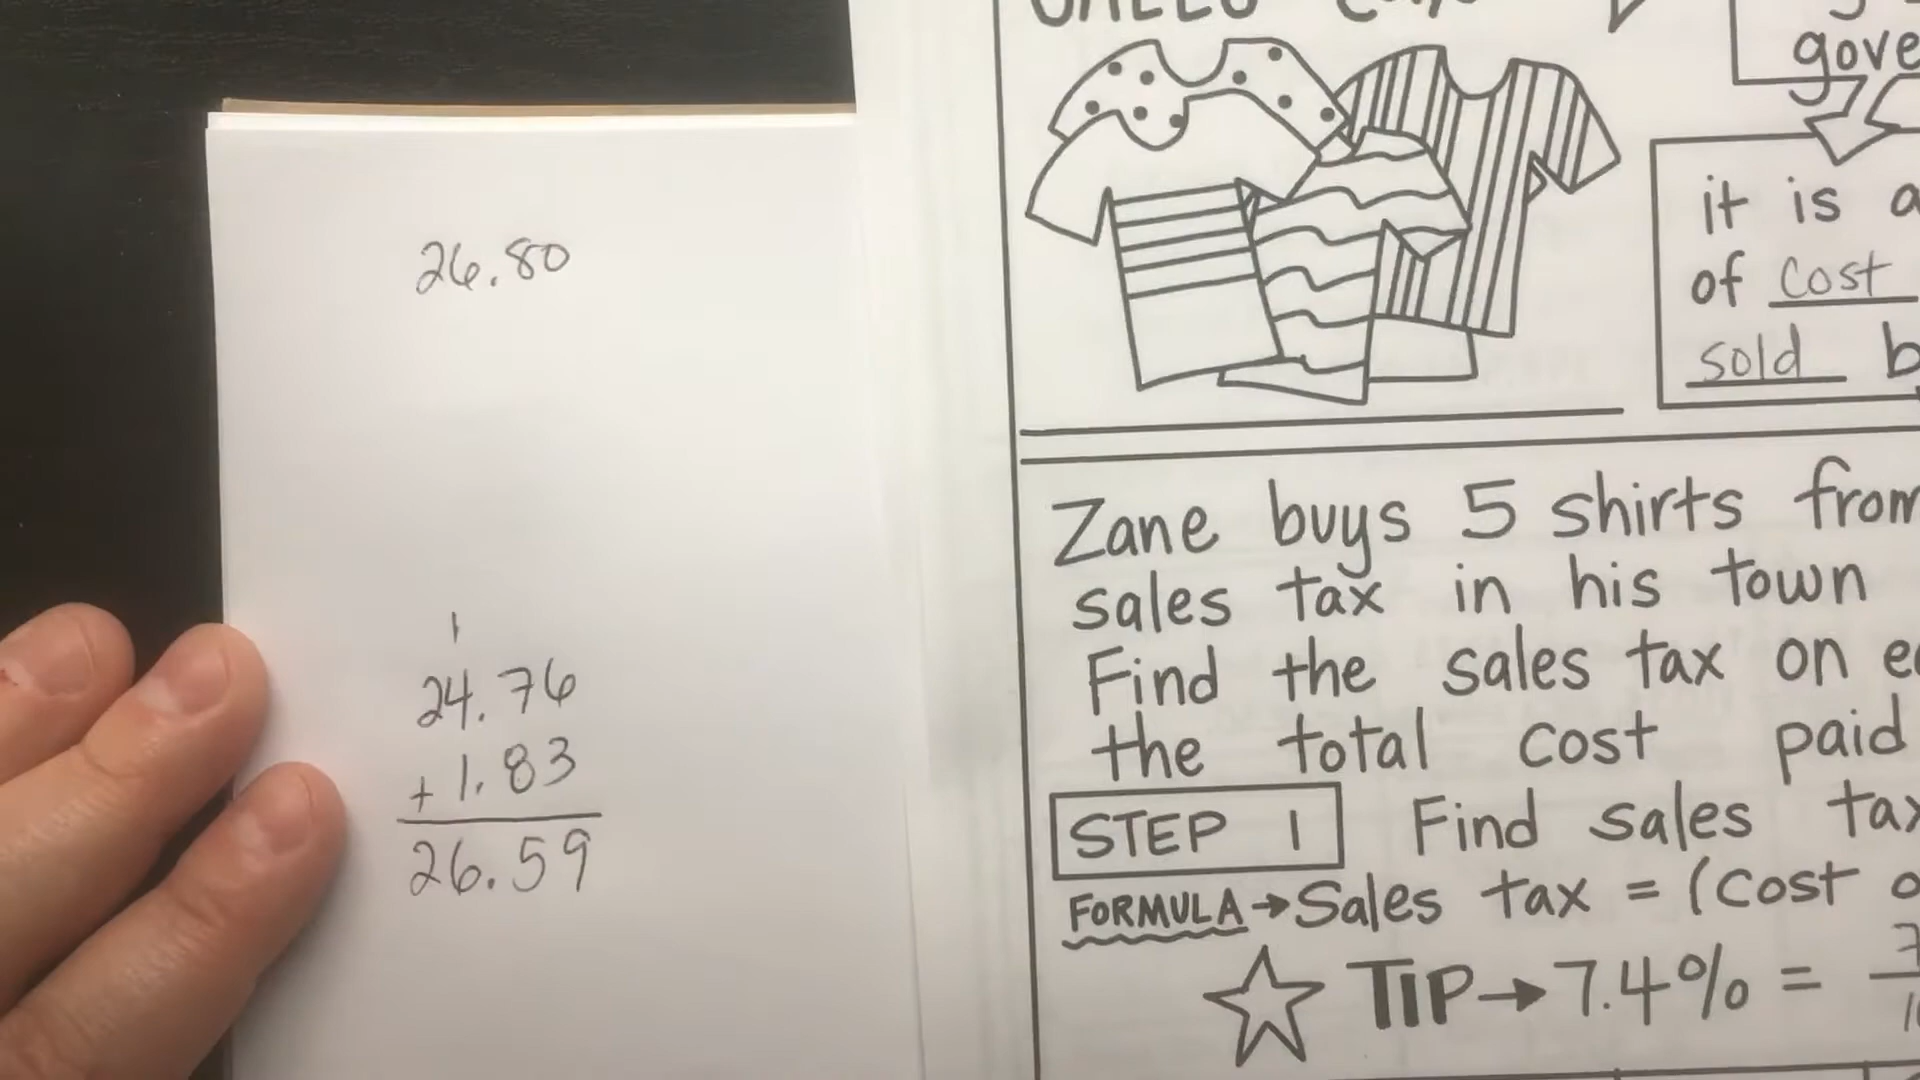 26.80
1
24.76
+ 1.83
26.59
gove
it is a
of cost
sold b
Zane buys 5 shirts from
sales tax in his town
Find the sales tax on
the total cost paid
STEP 1 Find sales tax
FORMULA → Sales tax = (Cost o
TIP → 7.4% = 7